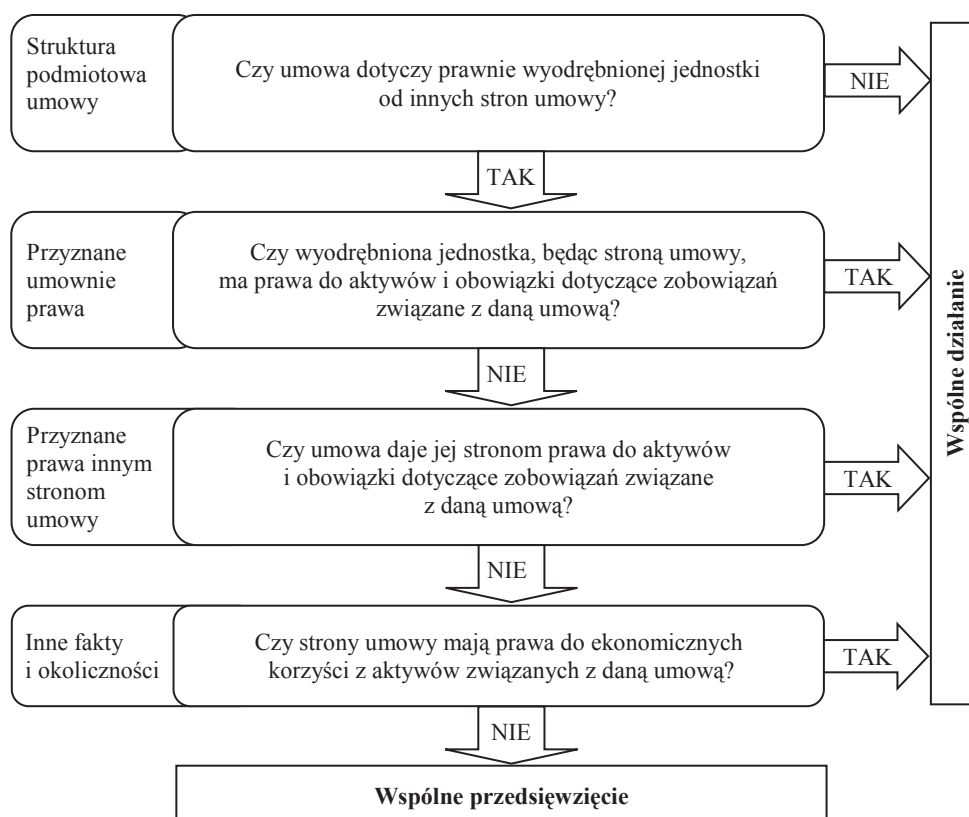 Struktura
podmiotowa
umowy
Czy umowa dotyczy prawnie wyodrębnionej jednostki
od innych stron umowy?
NIE
TAK
Przyznane
umownie
prawa
Czy wyodrębniona jednostka, będąc stroną umowy,
ma prawa do aktywów i obowiązki dotyczące zobowiązań
związane z daną umową?
TAK
NIE
Przyznane
prawa innym
stronom
umowy
Czy umowa daje jej stronom prawa do aktywów
i obowiązki dotyczące zobowiązań związane
z daną umową?
TAK
NIE
Inne fakty
i okoliczności
Czy strony umowy mają prawa do ekonomicznych
korzyści z aktywów związanych z daną umową?
TAK
NIE
Wspólne działanie
Wspólne przedsięwzięcie